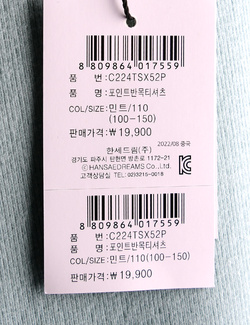 8 809864 017559
품 번 :C224TSX52P
품 명 :포인트반목티셔츠
COL/SIZE: 민트/110
(100-150)
판매가격:₩19,900
2022/08 중국
한세드림(주)
경기도 파주시 탄현면 방촌로 1172-21
ⓗHANSAEDREAMS Co.,Ltd
고객상담실 TEL: 02)3215-0018
8 809864 017559
품 번:C224TSX52P
품 명:포인트반목티셔츠
COL/SIZE:민트/110(100-150)
판매가격:₩19,900